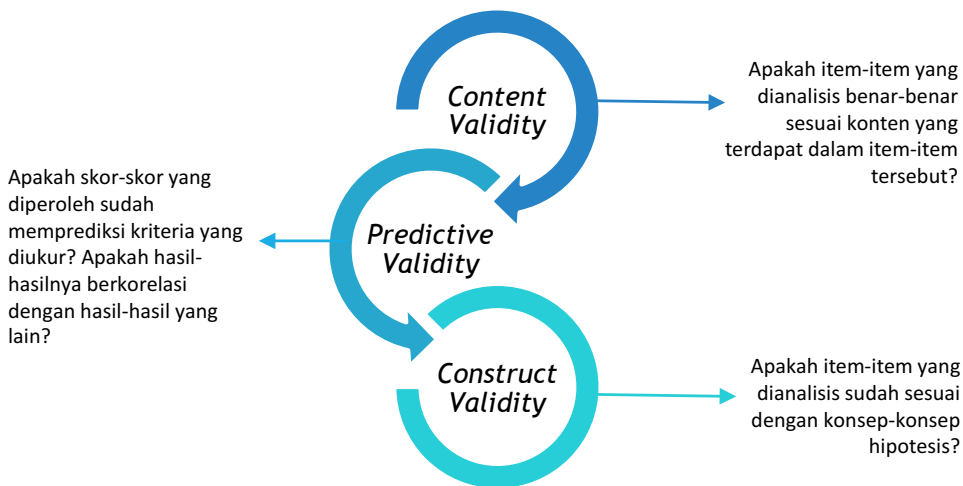 Content
Validity
Apakah item-item yang
dianalisis benar-benar
sesuai konten yang
terdapat dalam item-item
tersebut?
Apakah skor-skor yang
diperoleh sudah
memprediksi kriteria yang
diukur? Apakah hasil-
hasilnya berkorelasi
dengan hasil-hasil yang
lain?
Predictive
Validity
Construct
Validity
Apakah item-item yang
dianalisis sudah sesuai
dengan konsep-konsep
hipotesis?